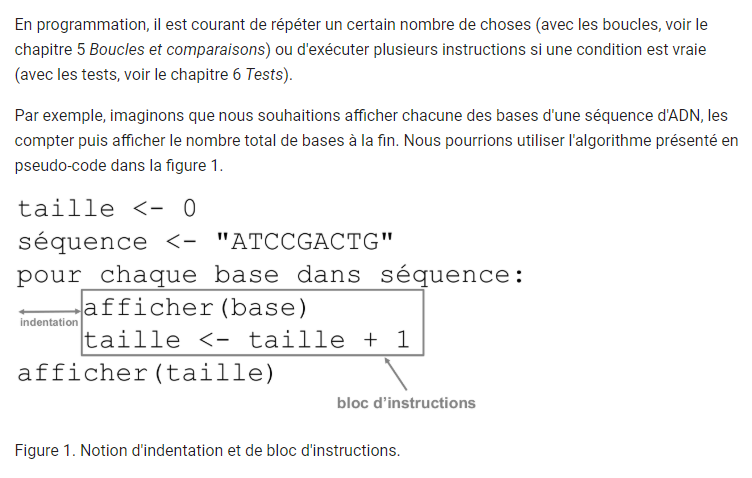 En programmation, il est courant de répéter un certain nombre de choses (avec les boucles, voir le
chapitre 5 Boucles et comparaisons) ou d'exécuter plusieurs instructions si une condition est vraie
(avec les tests, voir le chapitre 6 Tests).
Par exemple, imaginons que nous souhaitions afficher chacune des bases d'une séquence d'ADN, les
compter puis afficher le nombre total de bases à la fin. Nous pourrions utiliser l'algorithme présenté en
pseudo-code dans la figure 1.
taille <- 0
séquence <- "ATCCGACTG"
pour chaque base dans séquence:
afficher(base)
indentation
taille <- taille + 1
afficher(taille)
bloc d'instructions
Figure 1. Notion d'indentation et de bloc d'instructions.